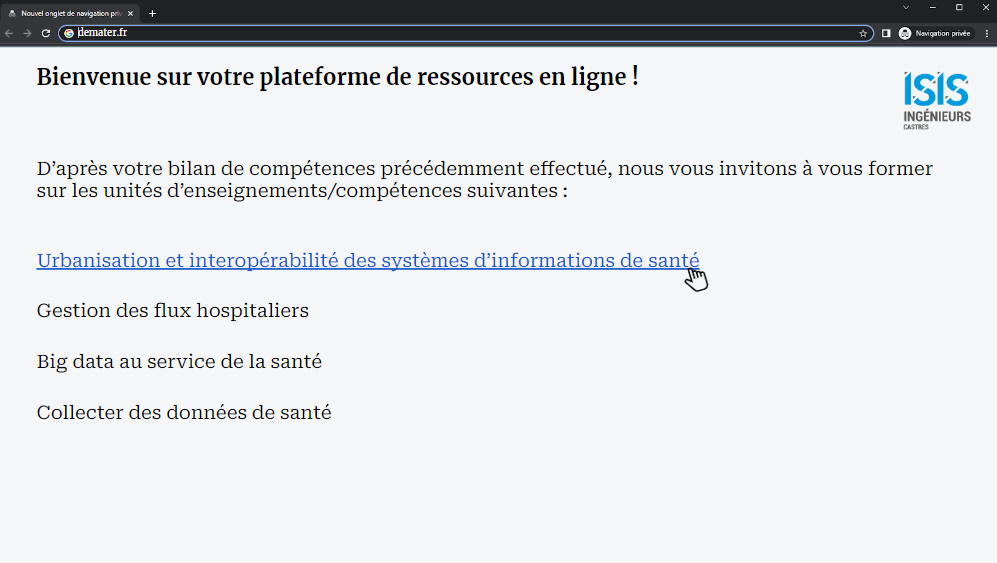 Nouvel onglet de navigation priv
demater.fr
Navigation privée
Bienvenue sur votre plateforme de ressources en ligne !
ISIS
INGÉNIEURS
CASTRES
D’après votre bilan de compétences précédemment effectué, nous vous invitons à vous former
sur les unités d’enseignements/compétences suivantes :
Urbanisation et interopérabilité des systèmes d’informations de santé
Gestion des flux hospitaliers
Big data au service de la santé
Collecter des données de santé